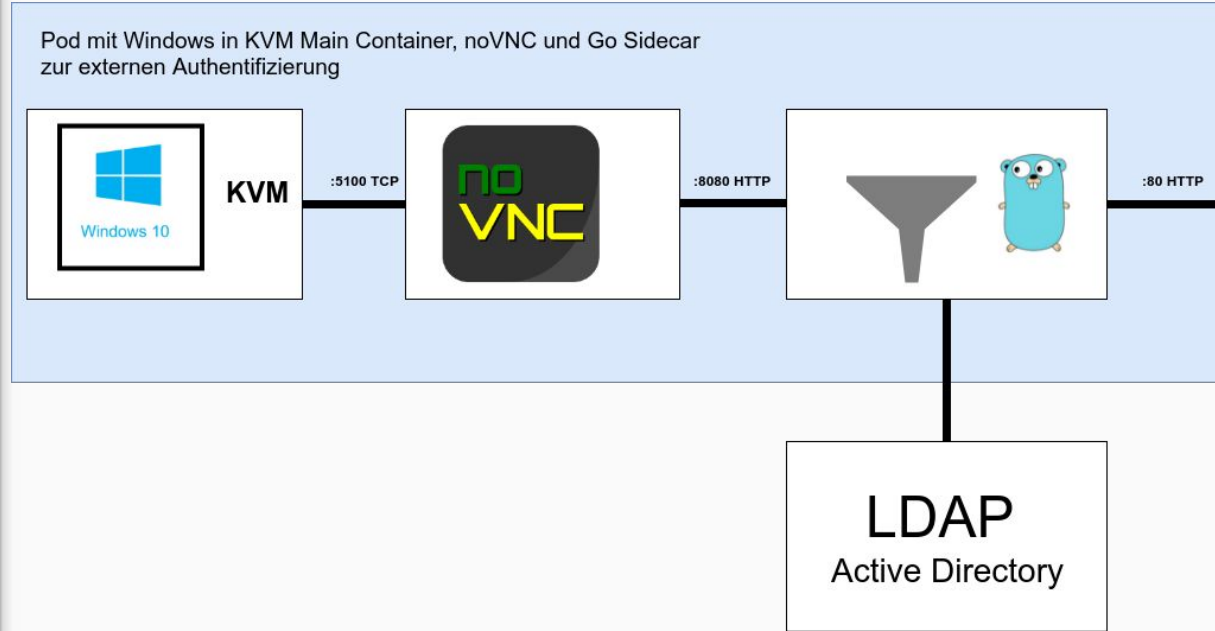 Pod mit Windows in KVM Main Container, noVNC und Go Sidecar
zur externen Authentifizierung
Windows 10
KVM
:5100 TCP
no
VNC
:8080 HTTP
:80 HTTP
LDAP
Active Directory